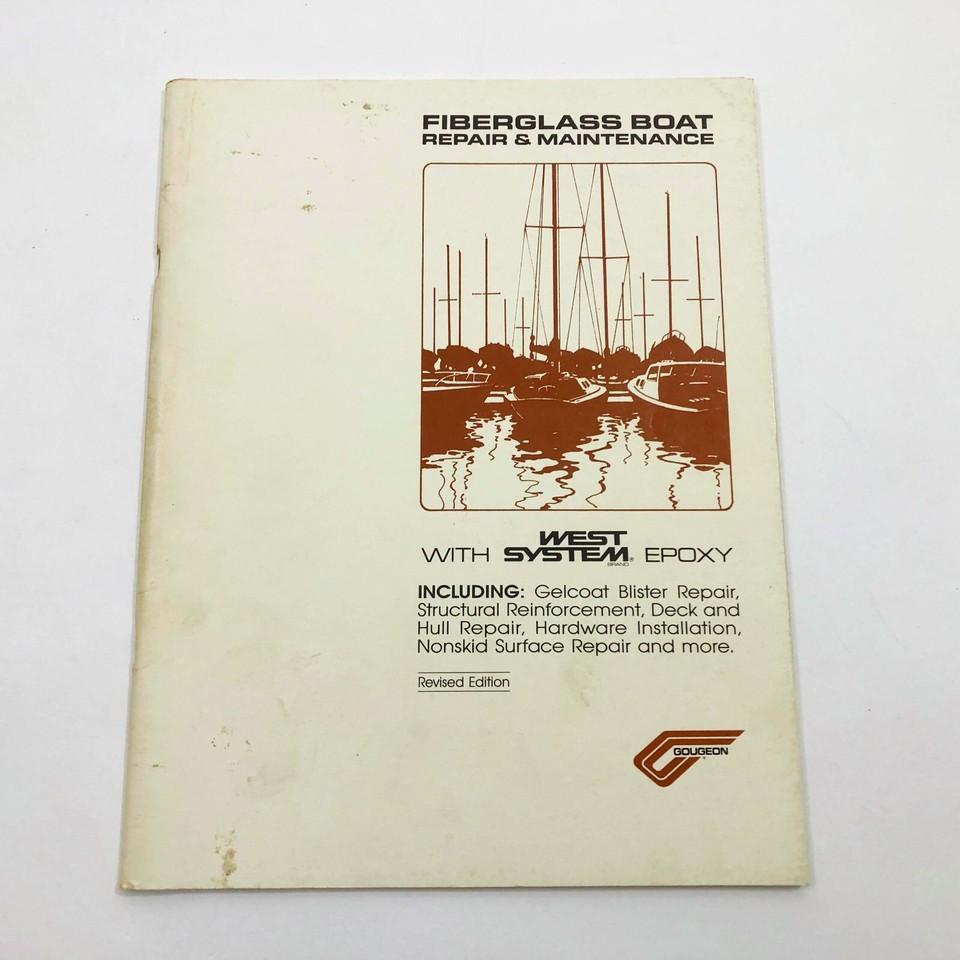 FIBERGLASS BOAT
REPAIR & MAINTENANCE
WITH WEST SYSTEM® EPOXY
BRAND
INCLUDING: Gelcoat Blister Repair,
Structural Reinforcement, Deck and
Hull Repair, Hardware Installation,
Nonskid Surface Repair and more.
Revised Edition
GOUGEON
®